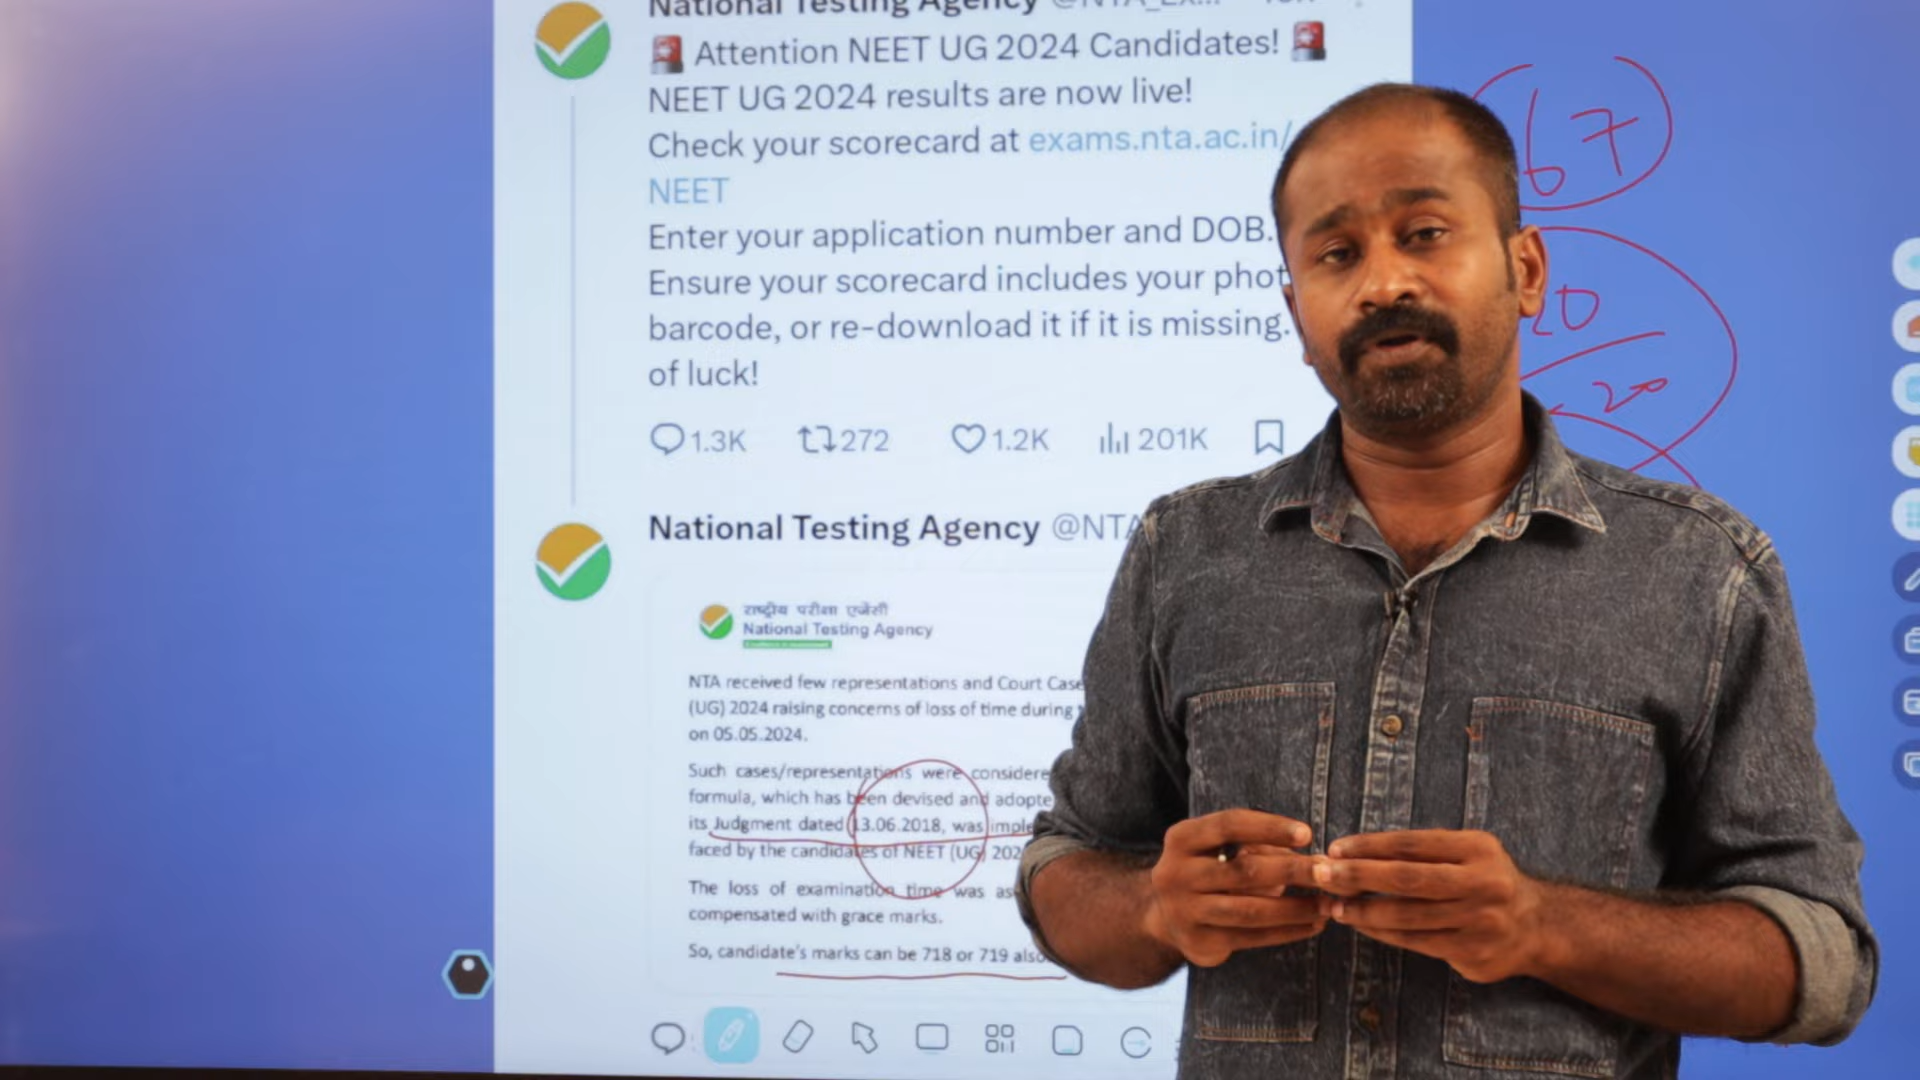 National Testing Agency
🚨 Attention NEET UG 2024 Candidates! 🚨
NEET UG 2024 results are now live!
Check your scorecard at exams.nta.ac.in/
NEET
Enter your application number and DOB.
Ensure your scorecard includes your phot
barcode, or re-download it if it is missing.
of luck!
1.3K 272 1.2K 201K
National Testing Agency @NTA
राष्ट्रीय परीक्षा एजेंसी
National Testing Agency
NTA received few representations and Court Case
(UG) 2024 raising concerns of loss of time during
on 05.05.2024.
Such cases/representations were considere
formula, which has been devised and adopte
its Judgment dated 13.06.2018, was imple
faced by the candidates of NEET (UG) 202
The loss of examination time was as
compensated with grace marks.
So, candidate's marks can be 718 or 719 also
67
20
20